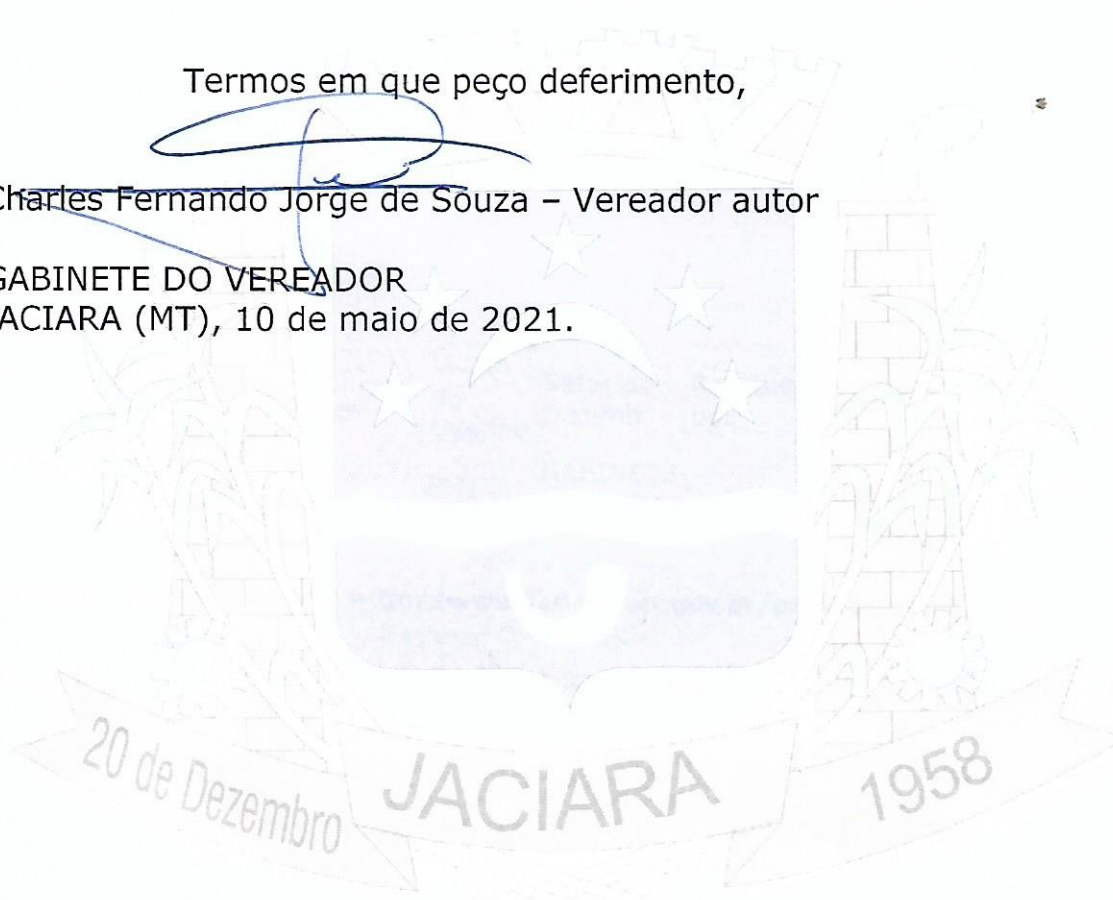 Termos em que peço deferimento,
Charles Fernando Jorge de Souza – Vereador autor
GABINETE DO VEREADOR
JACIARA (MT), 10 de maio de 2021.
20 de Dezembro
JACIARA
1958